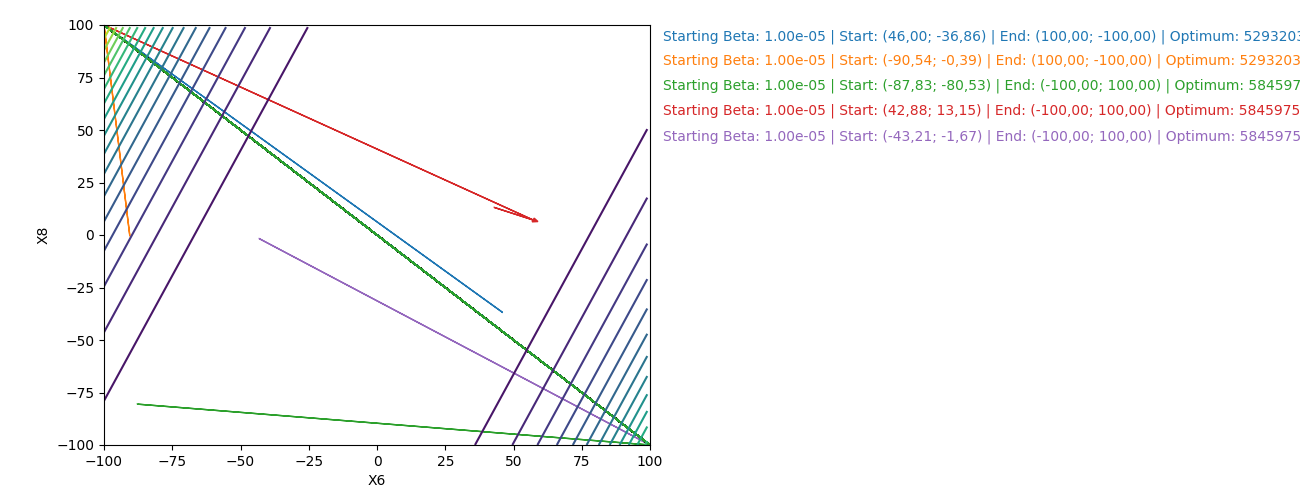 100
75
50
25
0
−25
−50
−75
−100
X8
−100 −75 −50 −25 0 25 50 75 100
X6
Starting Beta: 1.00e-05 | Start: (46,00; -36,86) | End: (100,00; -100,00) | Optimum: 5293203
Starting Beta: 1.00e-05 | Start: (-90,54; -0,39) | End: (100,00; -100,00) | Optimum: 5293203
Starting Beta: 1.00e-05 | Start: (-87,83; -80,53) | End: (-100,00; 100,00) | Optimum: 584597
Starting Beta: 1.00e-05 | Start: (42,88; 13,15) | End: (-100,00; 100,00) | Optimum: 5845975
Starting Beta: 1.00e-05 | Start: (-43,21; -1,67) | End: (-100,00; 100,00) | Optimum: 5845975